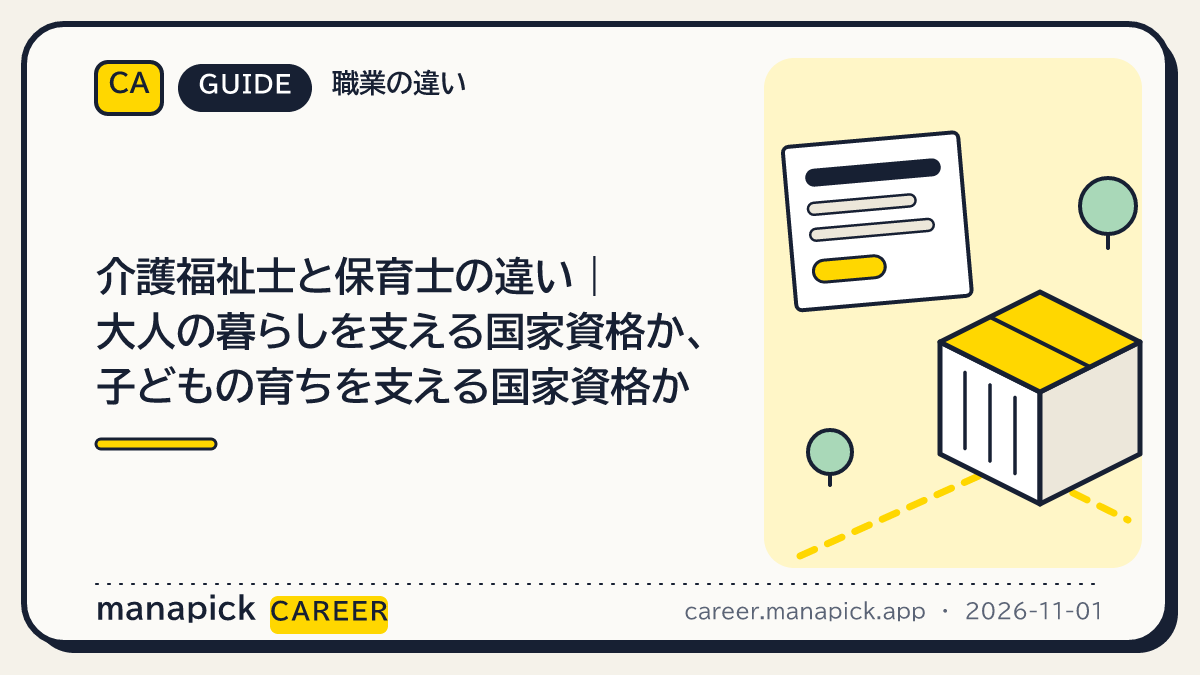 CA GUIDE 職業の違い
介護福祉士と保育士の違い｜
大人の暮らしを支える国家資格か、
子どもの育ちを支える国家資格か
manapick CAREER
career.manapick.app ・ 2026-11-01